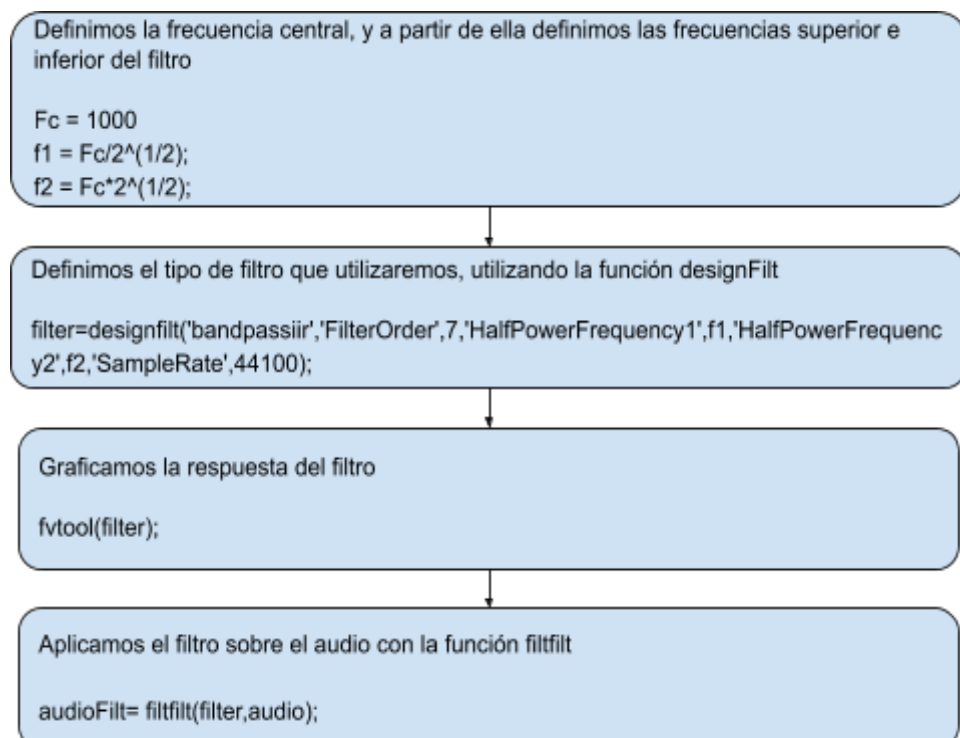 Definimos la frecuencia central, y a partir de ella definimos las frecuencias superior e
inferior del filtro
Fc = 1000
f1 = Fc/2^(1/2);
f2 = Fc*2^(1/2);
Definimos el tipo de filtro que utilizaremos, utilizando la función designFilt
filter=designfilt('bandpassiir','FilterOrder',7,'HalfPowerFrequency1',f1,'HalfPowerFrequenc
y2',f2,'SampleRate',44100);
Graficamos la respuesta del filtro
fvtool(filter);
Aplicamos el filtro sobre el audio con la función filtfilt
audioFilt= filtfilt(filter,audio);